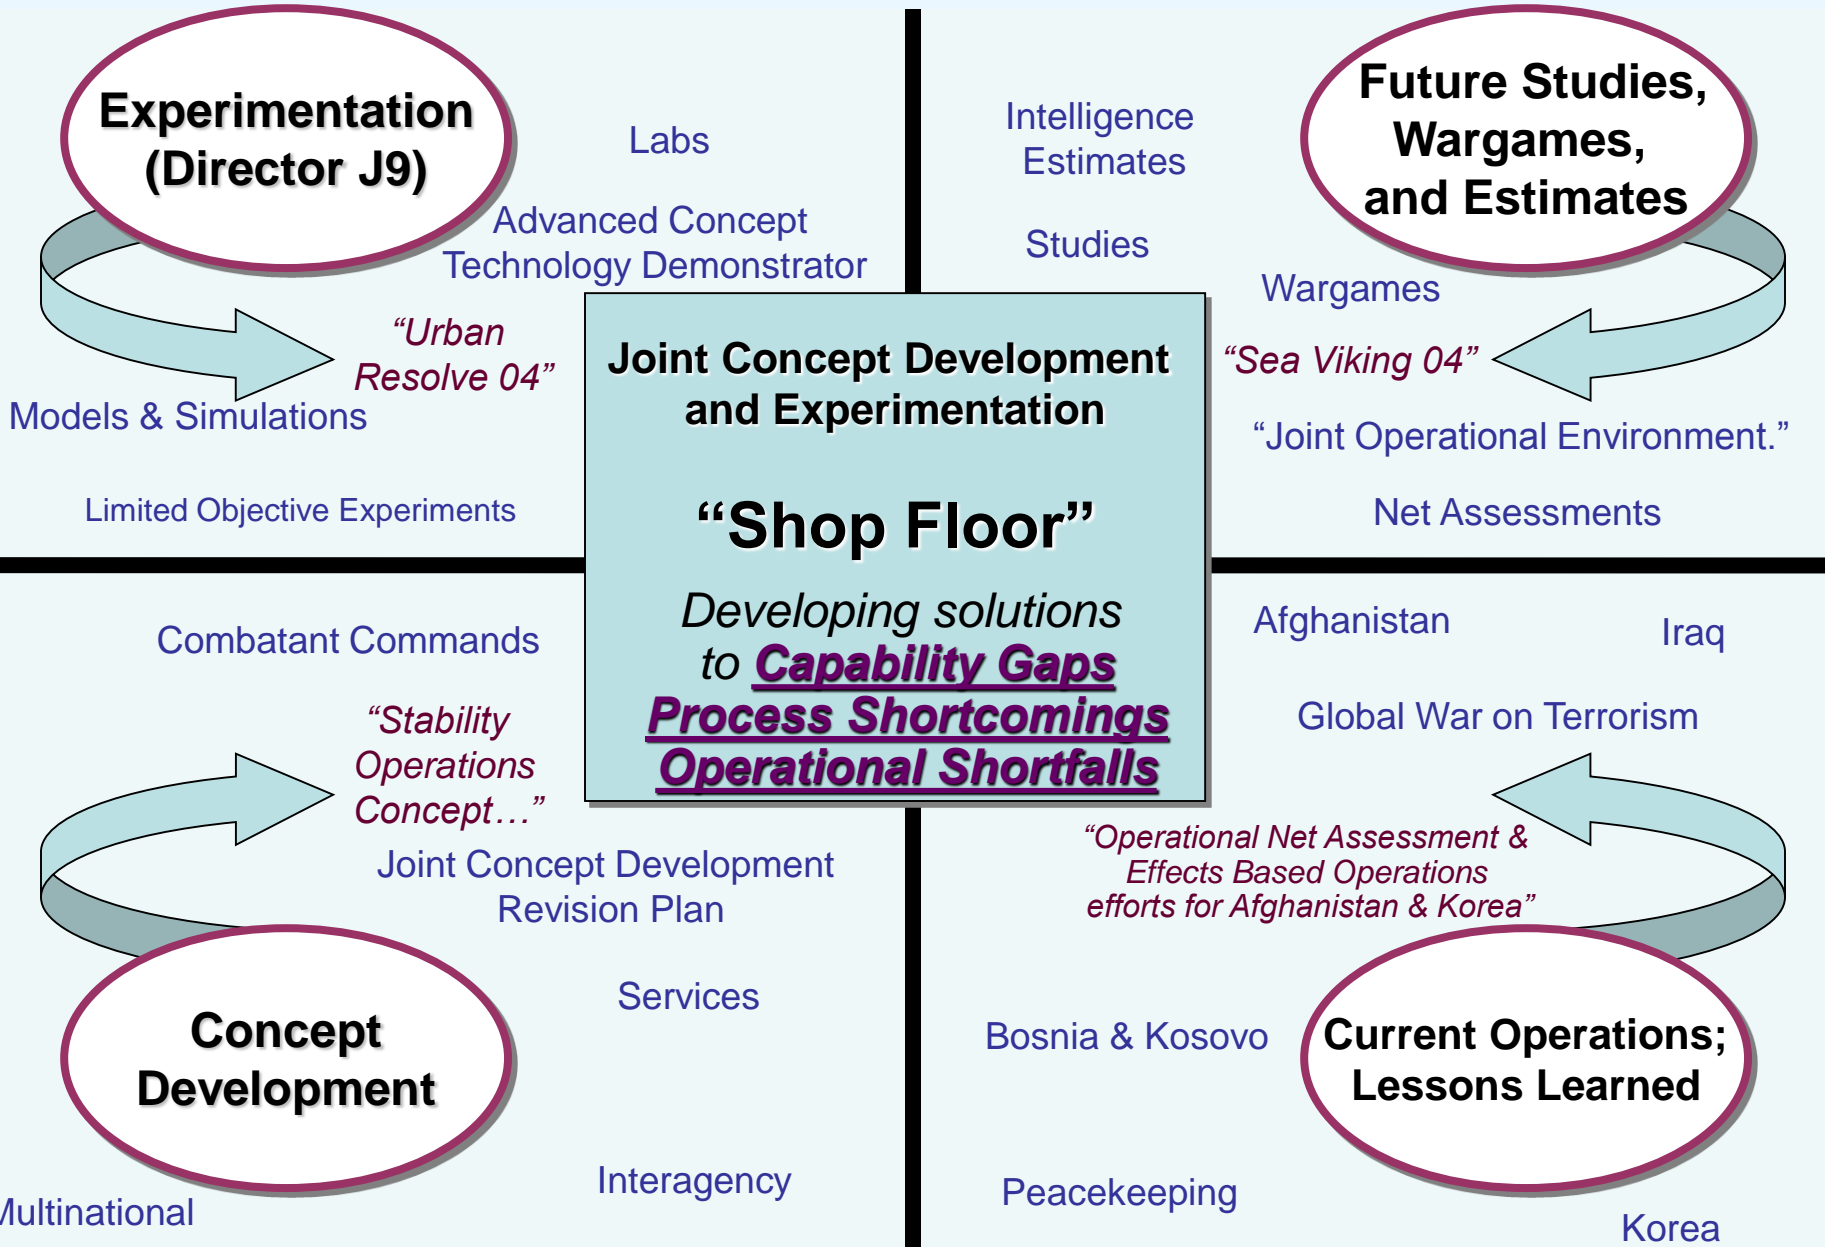 Experimentation
(Director J9)
Labs
Advanced Concept
Technology Demonstrator
“Urban
Resolve 04”
Models & Simulations
Limited Objective Experiments
Intelligence
Estimates
Future Studies,
Wargames,
and Estimates
Studies
Wargames
“Sea Viking 04”
“Joint Operational Environment.”
Net Assessments
Joint Concept Development
and Experimentation
“Shop Floor”
Developing solutions
to Capability Gaps
Process Shortcomings
Operational Shortfalls
Combatant Commands
“Stability
Operations
Concept…”
Joint Concept Development
Revision Plan
Services
Concept
Development
Interagency
Multinational
Afghanistan
Iraq
Global War on Terrorism
“Operational Net Assessment &
Effects Based Operations
efforts for Afghanistan & Korea”
Bosnia & Kosovo
Current Operations;
Lessons Learned
Peacekeeping
Korea